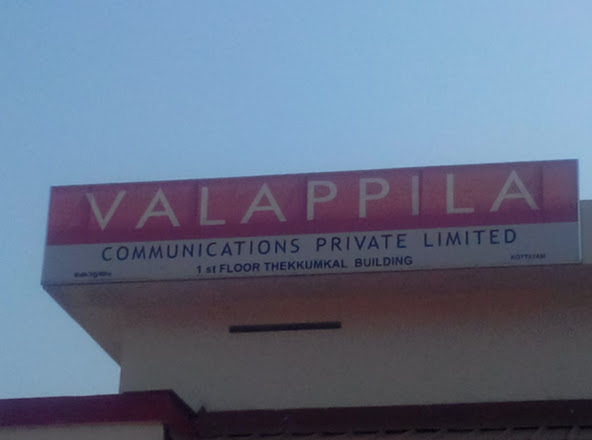 VALAPPILA
COMMUNICATIONS PRIVATE LIMITED
1 st FLOOR THEKKUMKAL BUILDING